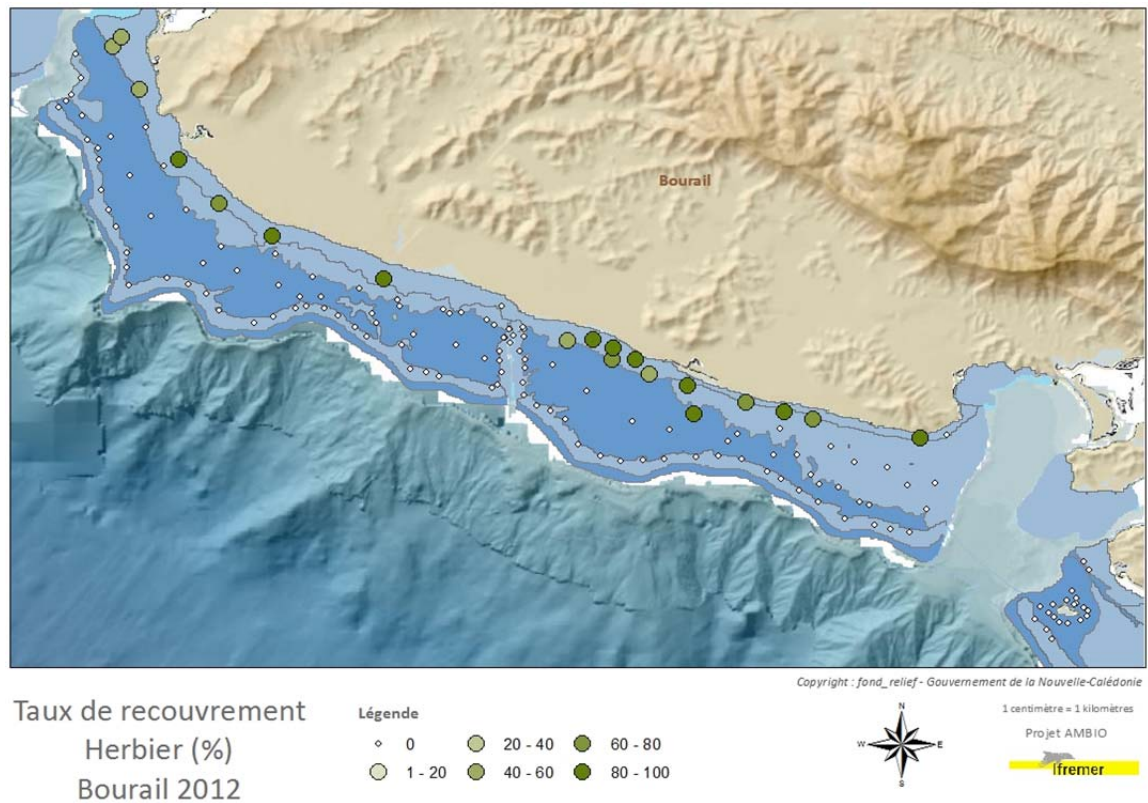 Bourail
Copyright : fond_relief - Gouvernement de la Nouvelle-Calédonie
Taux de recouvrement
Herbier (%)
Bourail 2012
Légende
0
20 - 40
60 - 80
1 - 20
40 - 60
80 - 100
N
W
E
S
1 centimètre = 1 kilomètres
Projet AMBIO
Ifremer